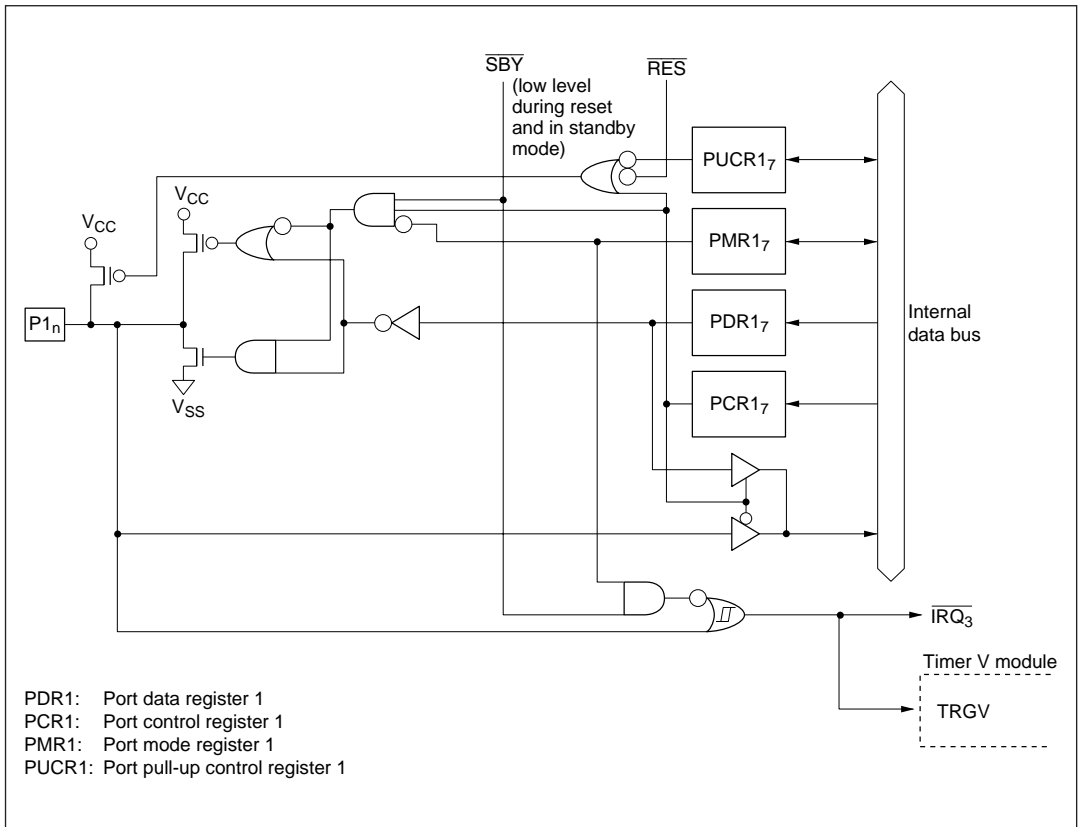 SBY
(low level
during reset
and in standby
mode)
RES
PUCR17
VCC
VCC
PMR17
P1n
PDR17
Internal
data bus
PCR17
VSS
IRQ3
Timer V module
TRGV
PDR1: Port data register 1
PCR1: Port control register 1
PMR1: Port mode register 1
PUCR1: Port pull-up control register 1